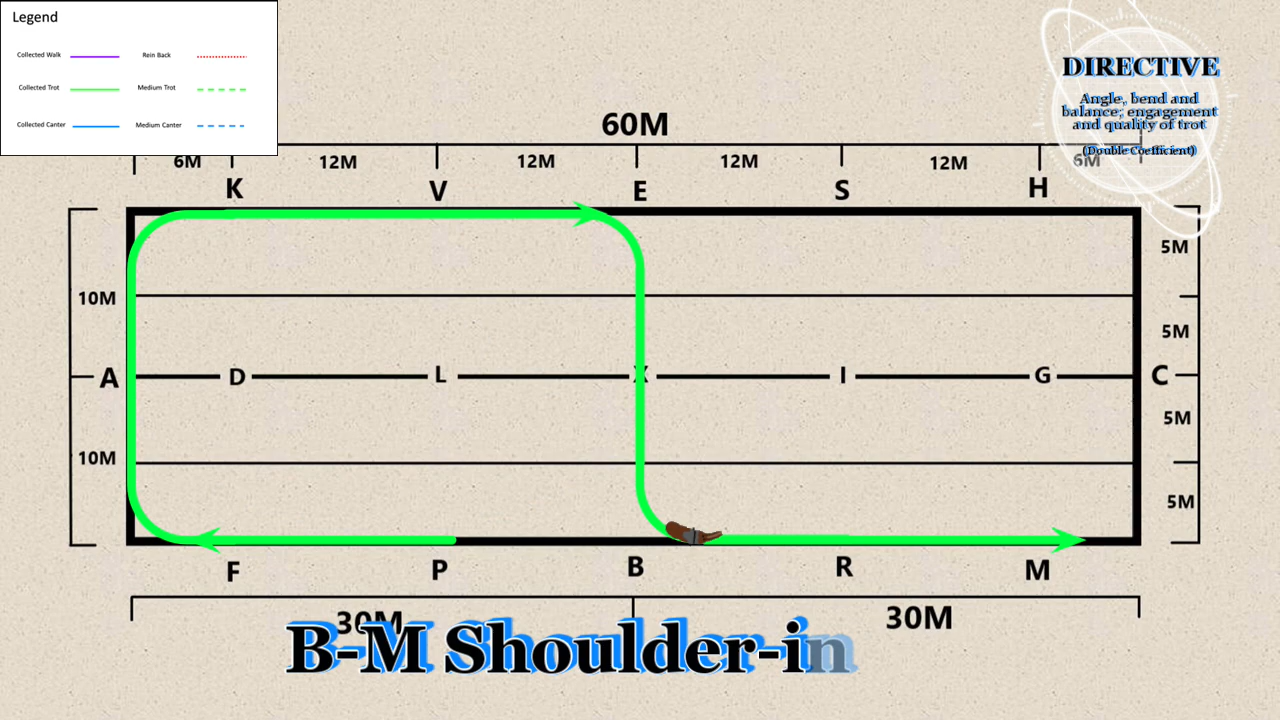 Legend
Collected Walk
Rein Back
Collected Trot
Medium Trot
Collected Canter
Medium Canter
DIRECTIVE
Angle, bend and
balance; engagement
and quality of trot
(Double Coefficient)
60M
6M 12M 12M 12M 12M 6M
K V E S H
10M
10M
5M
5M
5M
5M
A D L X I G C
F P B R M
30M 30M
B-M Shoulder-in